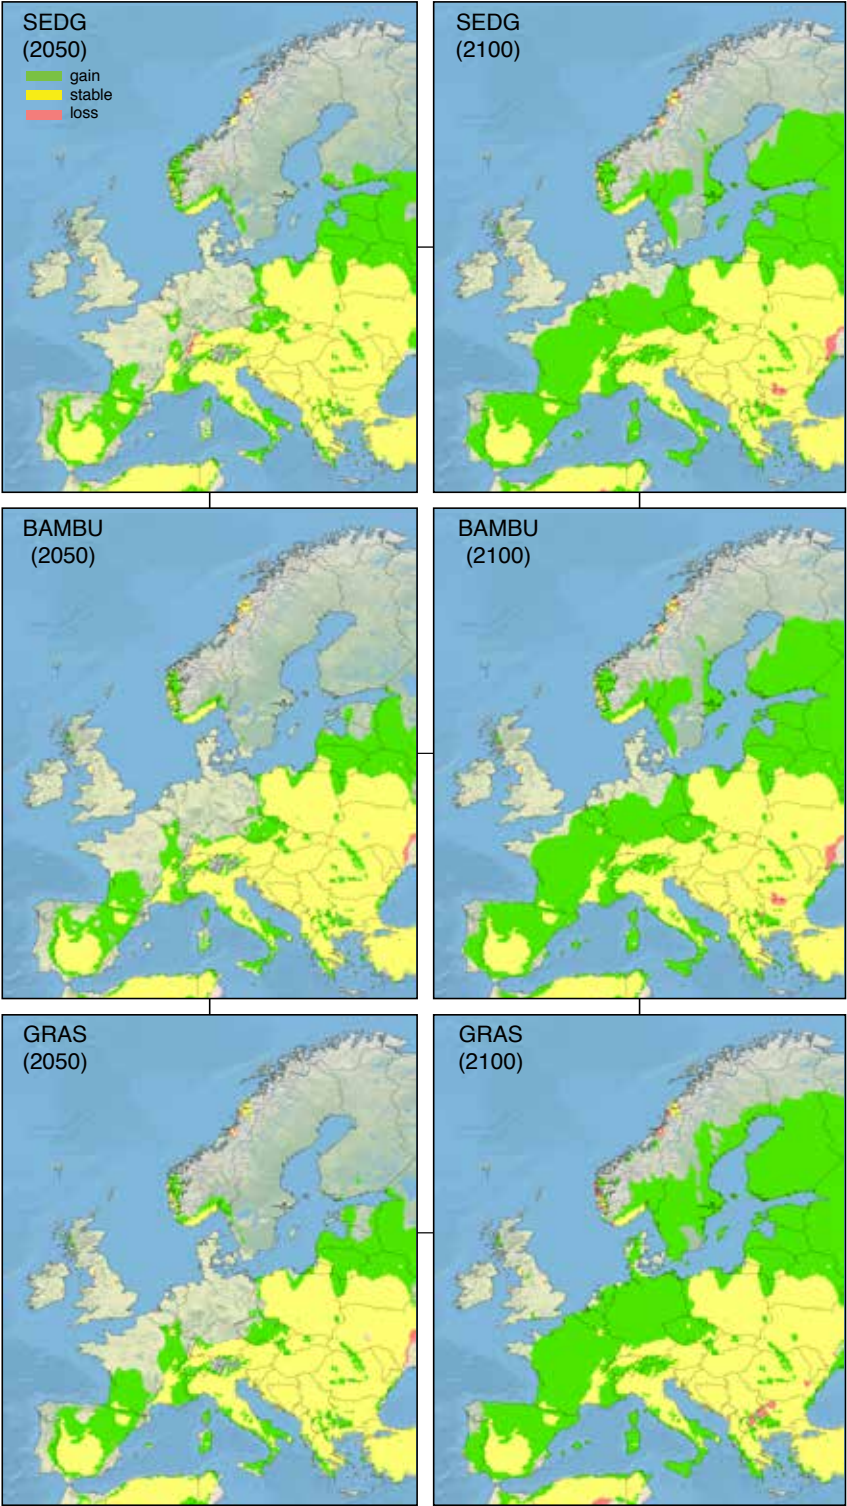 SEDG
(2050)
gain
stable
loss
SEDG
(2100)
BAMBU
(2050)
BAMBU
(2100)
GRAS
(2050)
GRAS
(2100)